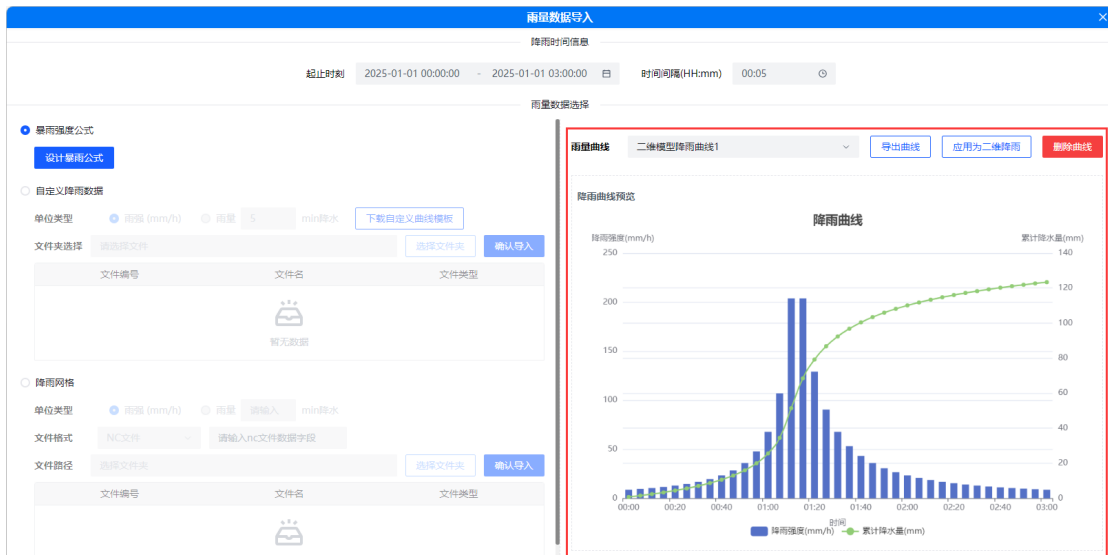 雨量数据导入
降雨时间信息
起止时刻 2025-01-01 00:00:00 - 2025-01-01 03:00:00 时间间隔(HH:mm) 00:05
雨量数据选择
暴雨强度公式
设计暴雨公式
自定义降雨数据
单位类型 雨强 (mm/h) 雨量 5 min降水 下载自定义曲线模板
文件夹选择 请选择文件 选择文件夹 确认导入
文件编号 文件名 文件类型
暂无数据
降雨网格
单位类型 雨强 (mm/h) 雨量 请输入 min降水
文件格式 NC文件 请输入nc文件数据字段
文件路径 选择文件夹 选择文件夹 确认导入
文件编号 文件名 文件类型
雨量曲线 二维模型降雨曲线1 导出曲线 应用为二维降雨 删除曲线
降雨曲线预览
降雨曲线
降雨强度(mm/h) 累计降水量(mm)
250 140
200 120
150 100
100 80
50 60
0 40
20
0
00:00 00:20 00:40 01:00 01:20 01:40 02:00 02:20 02:40 03:00
时间
降雨强度(mm/h) 累计降水量(mm)